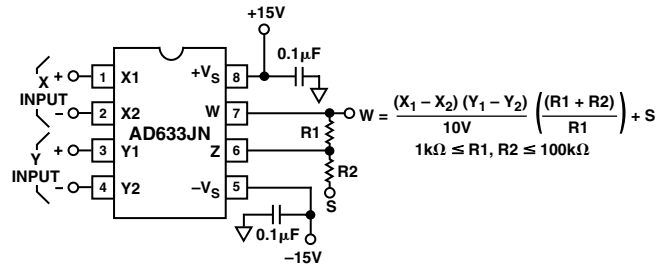 +15V
0.1µF
X
INPUT
+
−
1 X1
2 X2
3 Y1
4 Y2
Y
INPUT
+
−
AD633JN
+VS 8
W 7
Z 6
−VS 5
R1
R2
S
0.1µF
−15V
W = (X1 − X2) (Y1 − Y2) / 10V ((R1 + R2) / R1) + S
1kΩ ≤ R1, R2 ≤ 100kΩ